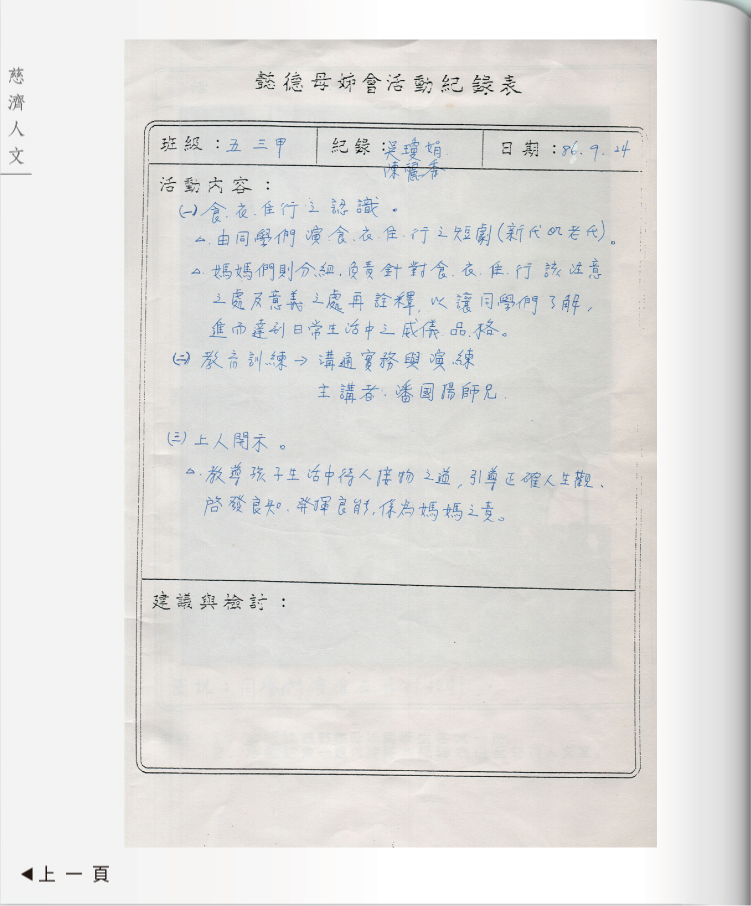 慈濟人文
懿德母姊會活動紀錄表
班級：五 三甲
紀錄：吳瓊娟
陳麗香
日期：86.9.24
活動內容：
(一)食、衣、住行之認識。
△由同學們演食、衣、住、行之短劇(新代的老氏)。
△媽媽們則分組、負責針對食、衣、住、行該注意
之處及意義之處再詮釋，以讓同學們了解，
進而達到日常生活中之威儀、品、格。
(二)教育訓練→溝通實務與演練
主講者、潘國陽師兄.
(三)上人開示。
△、教導孩子生活中待人接物之道，引導正確人生觀、
啓發良知、發揮良能，係為媽媽之責。
建議與檢討：
◀上一頁